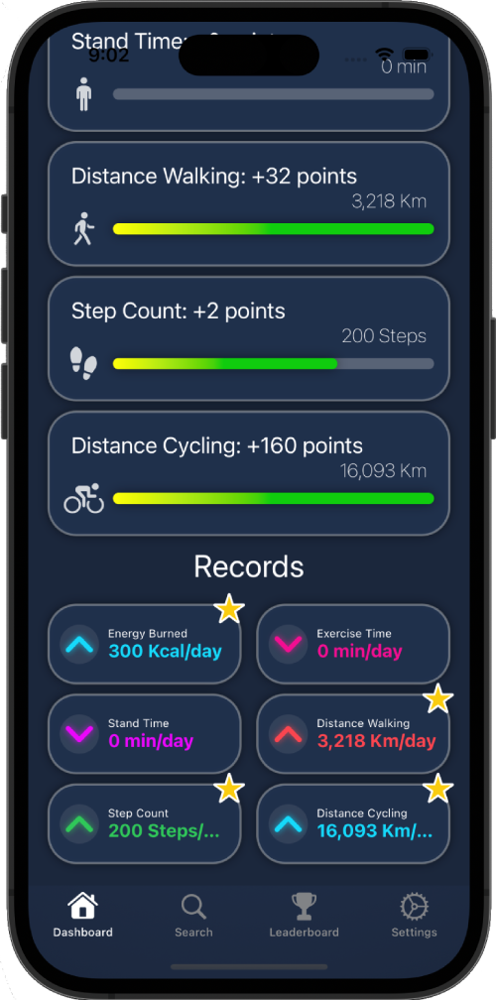 Stand Time:
9:02
0 min
Distance Walking: +32 points
3,218 Km
Step Count: +2 points
200 Steps
Distance Cycling: +160 points
16,093 Km
Records
Energy Burned
300 Kcal/day
Exercise Time
0 min/day
Stand Time
0 min/day
Distance Walking
3,218 Km/day
Step Count
200 Steps/...
Distance Cycling
16,093 Km/...
Dashboard
Search
Leaderboard
Settings